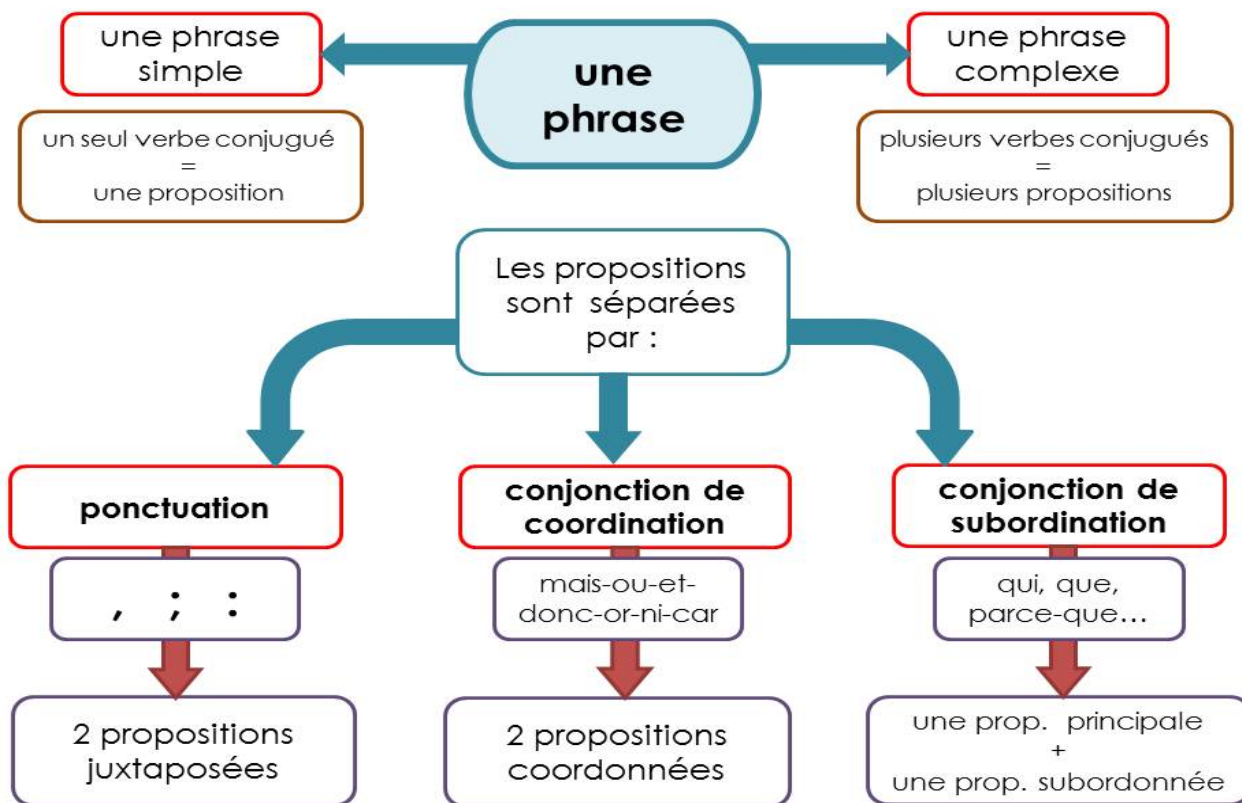 une phrase
simple
une
phrase
une phrase
complexe
un seul verbe conjugué
=
une proposition
plusieurs verbes conjugués
=
plusieurs propositions
Les propositions
sont séparées
par :
ponctuation
conjonction de
coordination
conjonction de
subordination
, ; :
mais-ou-et-
donc-or-ni-car
qui, que,
parce-que...
2 propositions
juxtaposées
2 propositions
coordonnées
une prop. principale
+
une prop. subordonnée